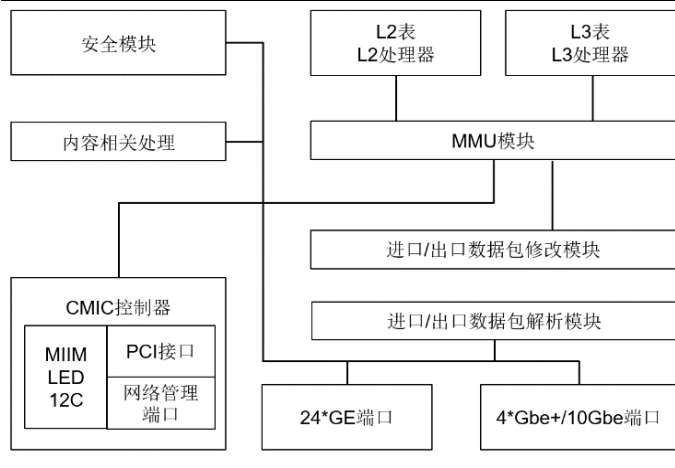 安全模块
L2表
L2处理器
L3表
L3处理器
内容相关处理
MMU模块
进口/出口数据包修改模块
CMIC控制器
MIIM
LED
12C
PCI接口
网络管理
端口
进口/出口数据包解析模块
24*GE端口
4*Gbe+/10Gbe端口